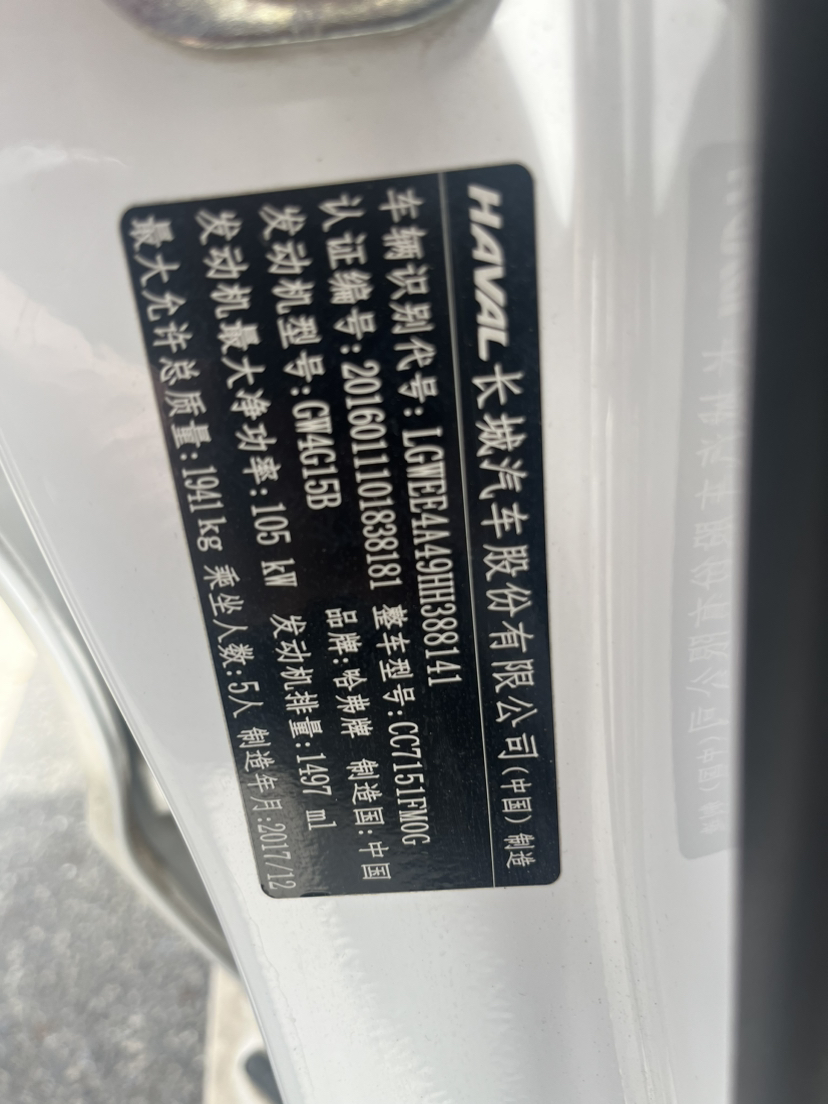 HAVAL 长城汽车股份有限公司(中国)制造
车辆识别代号:LGWEE4A49HH388141
认证编号:2016011101838181 整车型号:CC7151FM0G
发动机型号:GW4G15B 品牌:哈弗牌 制造国:中国
发动机最大净功率:105 kW 发动机排量:1497 ml
最大允许总质量:1941kg 乘坐人数:5人 制造年月:2017/12